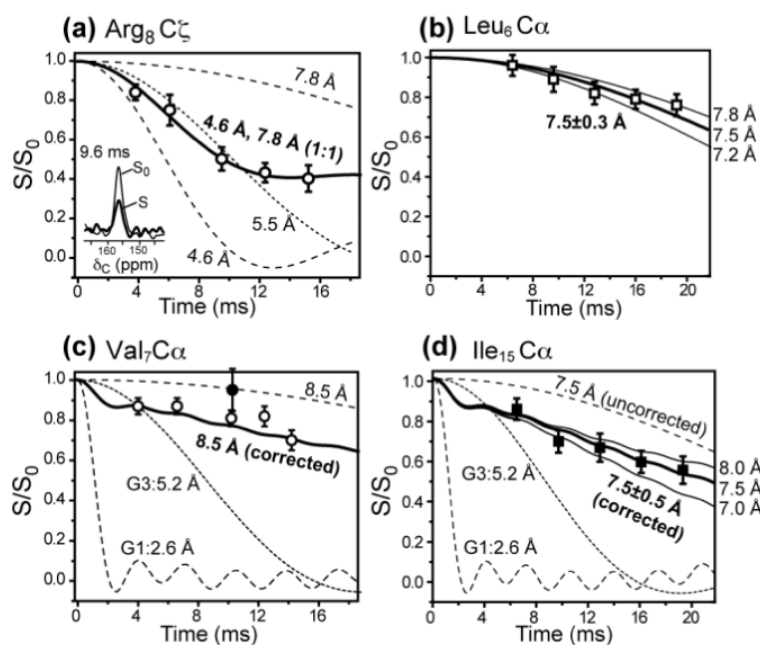 (a) Arg₈ Cζ
S/S₀
1.0
0.8
0.6
0.4
0.2
0.0
7.8 Å
4.6 Å, 7.8 Å (1:1)
9.6 ms
S₀
S
160 150
δC (ppm)
5.5 Å
4.6 Å
0 4 8 12 16
Time (ms)
(b) Leu₆ Cα
S/S₀
1.0
0.8
0.6
0.4
0.2
0.0
7.5±0.3 Å
7.8 Å
7.5 Å
7.2 Å
0 4 8 12 16 20
Time (ms)
(c) Val₇Cα
S/S₀
1.0
0.8
0.6
0.4
0.2
0.0
8.5 Å
8.5 Å (corrected)
G3:5.2 Å
G1:2.6 Å
0 4 8 12 16
Time (ms)
(d) Ile₁₅ Cα
S/S₀
1.0
0.8
0.6
0.4
0.2
0.0
7.5 Å (uncorrected)
G3:5.2 Å
7.5±0.5 Å
(corrected)
8.0 Å
7.5 Å
7.0 Å
G1:2.6 Å
0 4 8 12 16 20
Time (ms)